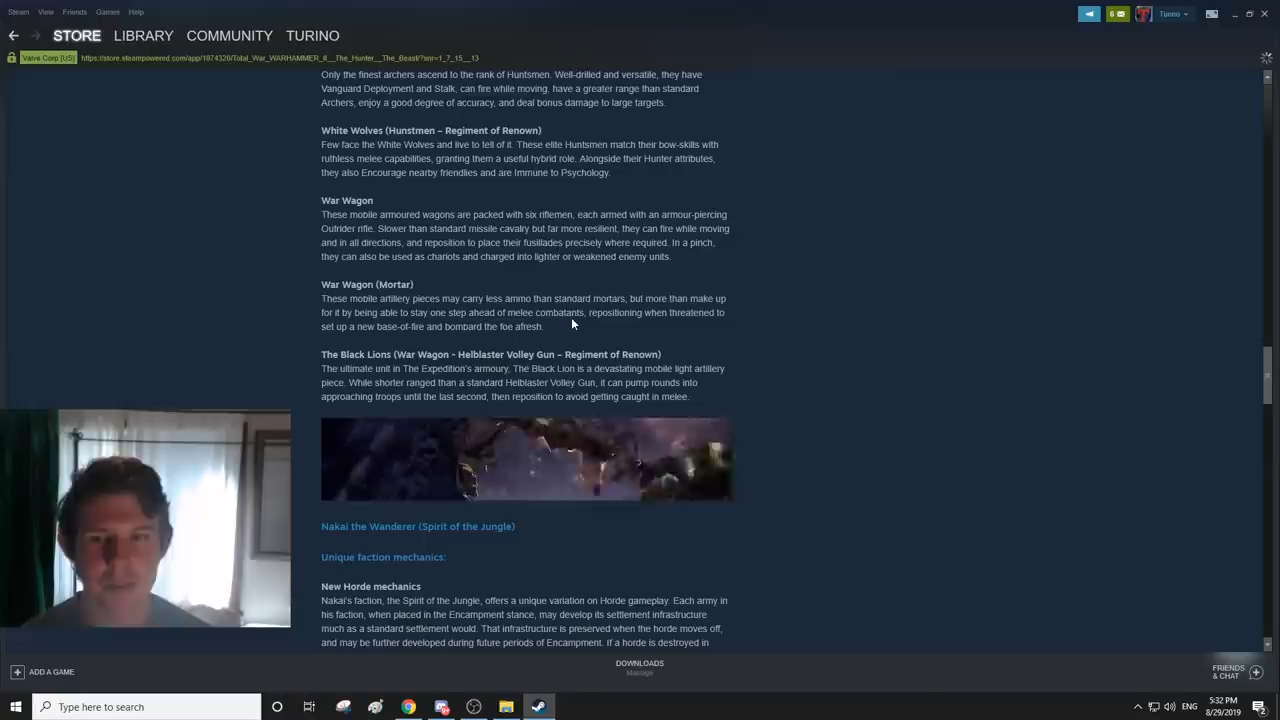 Steam View Friends Games Help
6 Turino
STORE LIBRARY COMMUNITY TURINO
Valve Corp [US] https://store.steampowered.com/app/1074320/Total_War_WARHAMMER_II__The_Hunter__The_Beast/?snr=1_7_15__13
Only the finest archers ascend to the rank of Huntsmen. Well-drilled and versatile, they have
Vanguard Deployment and Stalk, can fire while moving, have a greater range than standard
Archers, enjoy a good degree of accuracy, and deal bonus damage to large targets.
White Wolves (Hunstmen – Regiment of Renown)
Few face the White Wolves and live to tell of it. These elite Huntsmen match their bow-skills with
ruthless melee capabilities, granting them a useful hybrid role. Alongside their Hunter attributes,
they also Encourage nearby friendlies and are Immune to Psychology.
War Wagon
These mobile armoured wagons are packed with six riflemen, each armed with an armour-piercing
Outrider rifle. Slower than standard missile cavalry but far more resilient, they can fire while moving
and in all directions, and reposition to place their fusillades precisely where required. In a pinch,
they can also be used as chariots and charged into lighter or weakened enemy units.
War Wagon (Mortar)
These mobile artillery pieces may carry less ammo than standard mortars, but more than make up
for it by being able to stay one step ahead of melee combatants, repositioning when threatened to
set up a new base-of-fire and bombard the foe afresh.
The Black Lions (War Wagon - Helblaster Volley Gun – Regiment of Renown)
The ultimate unit in The Expedition's armoury, The Black Lion is a devastating mobile light artillery
piece. While shorter ranged than a standard Helblaster Volley Gun, it can pump rounds into
approaching troops until the last second, then reposition to avoid getting caught in melee.
Nakai the Wanderer (Spirit of the Jungle)
Unique faction mechanics:
New Horde mechanics
Nakai's faction, the Spirit of the Jungle, offers a unique variation on Horde gameplay. Each army in
his faction, when placed in the Encampment stance, may develop its settlement infrastructure
much as a standard settlement would. That infrastructure is preserved when the horde moves off,
and may be further developed during future periods of Encampment. If a horde is destroyed in
ADD A GAME
DOWNLOADS
Manage
FRIENDS
& CHAT
Type here to search
ENG
5:32 PM
8/29/2019